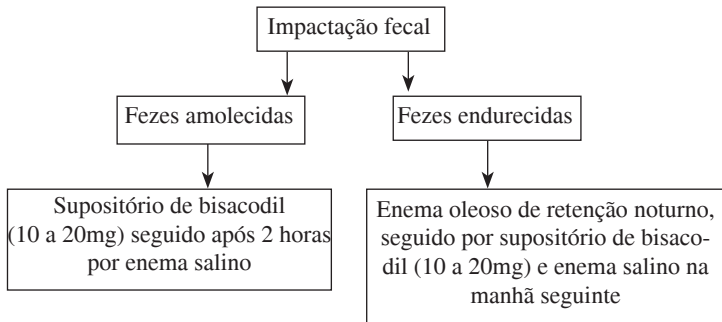 Impactação fecal
Fezes amolecidas
Fezes endurecidas
Supositório de bisacodil
(10 a 20mg) seguido após 2 horas
por enema salino
Enema oleoso de retenção noturno,
seguido por supositório de bisaco-
dil (10 a 20mg) e enema salino na
manhã seguinte